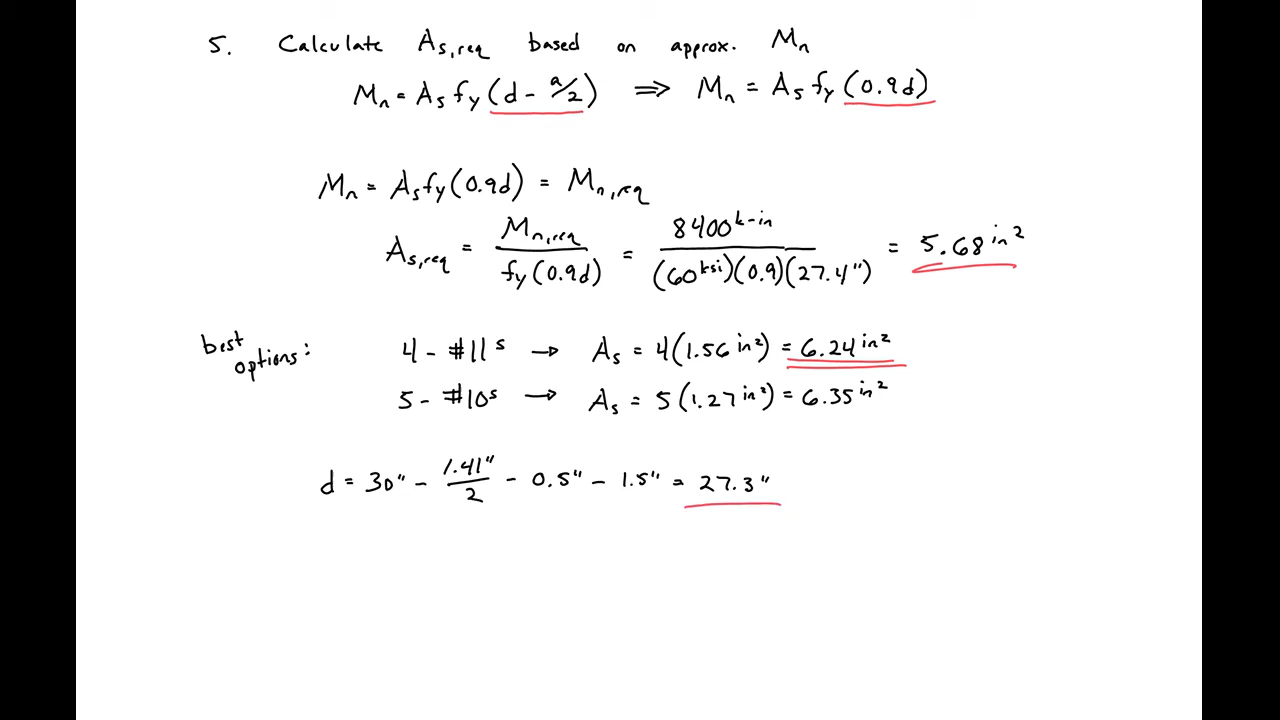 5. Calculate As,req based on approx. Mn
Mn = As fy (d - a/2) ⟹ Mn = As fy (0.9d)
Mn = As fy (0.9d) = Mn,req
As,req = Mn,req / fy (0.9d) = 8400 k-in / (60 ksi)(0.9)(27.4") = 5.68 in²
best options:
4 - #11s → As = 4(1.56 in²) = 6.24 in²
5 - #10s → As = 5(1.27 in²) = 6.35 in²
d = 30" - 1.41"/2 - 0.5" - 1.5" = 27.3"